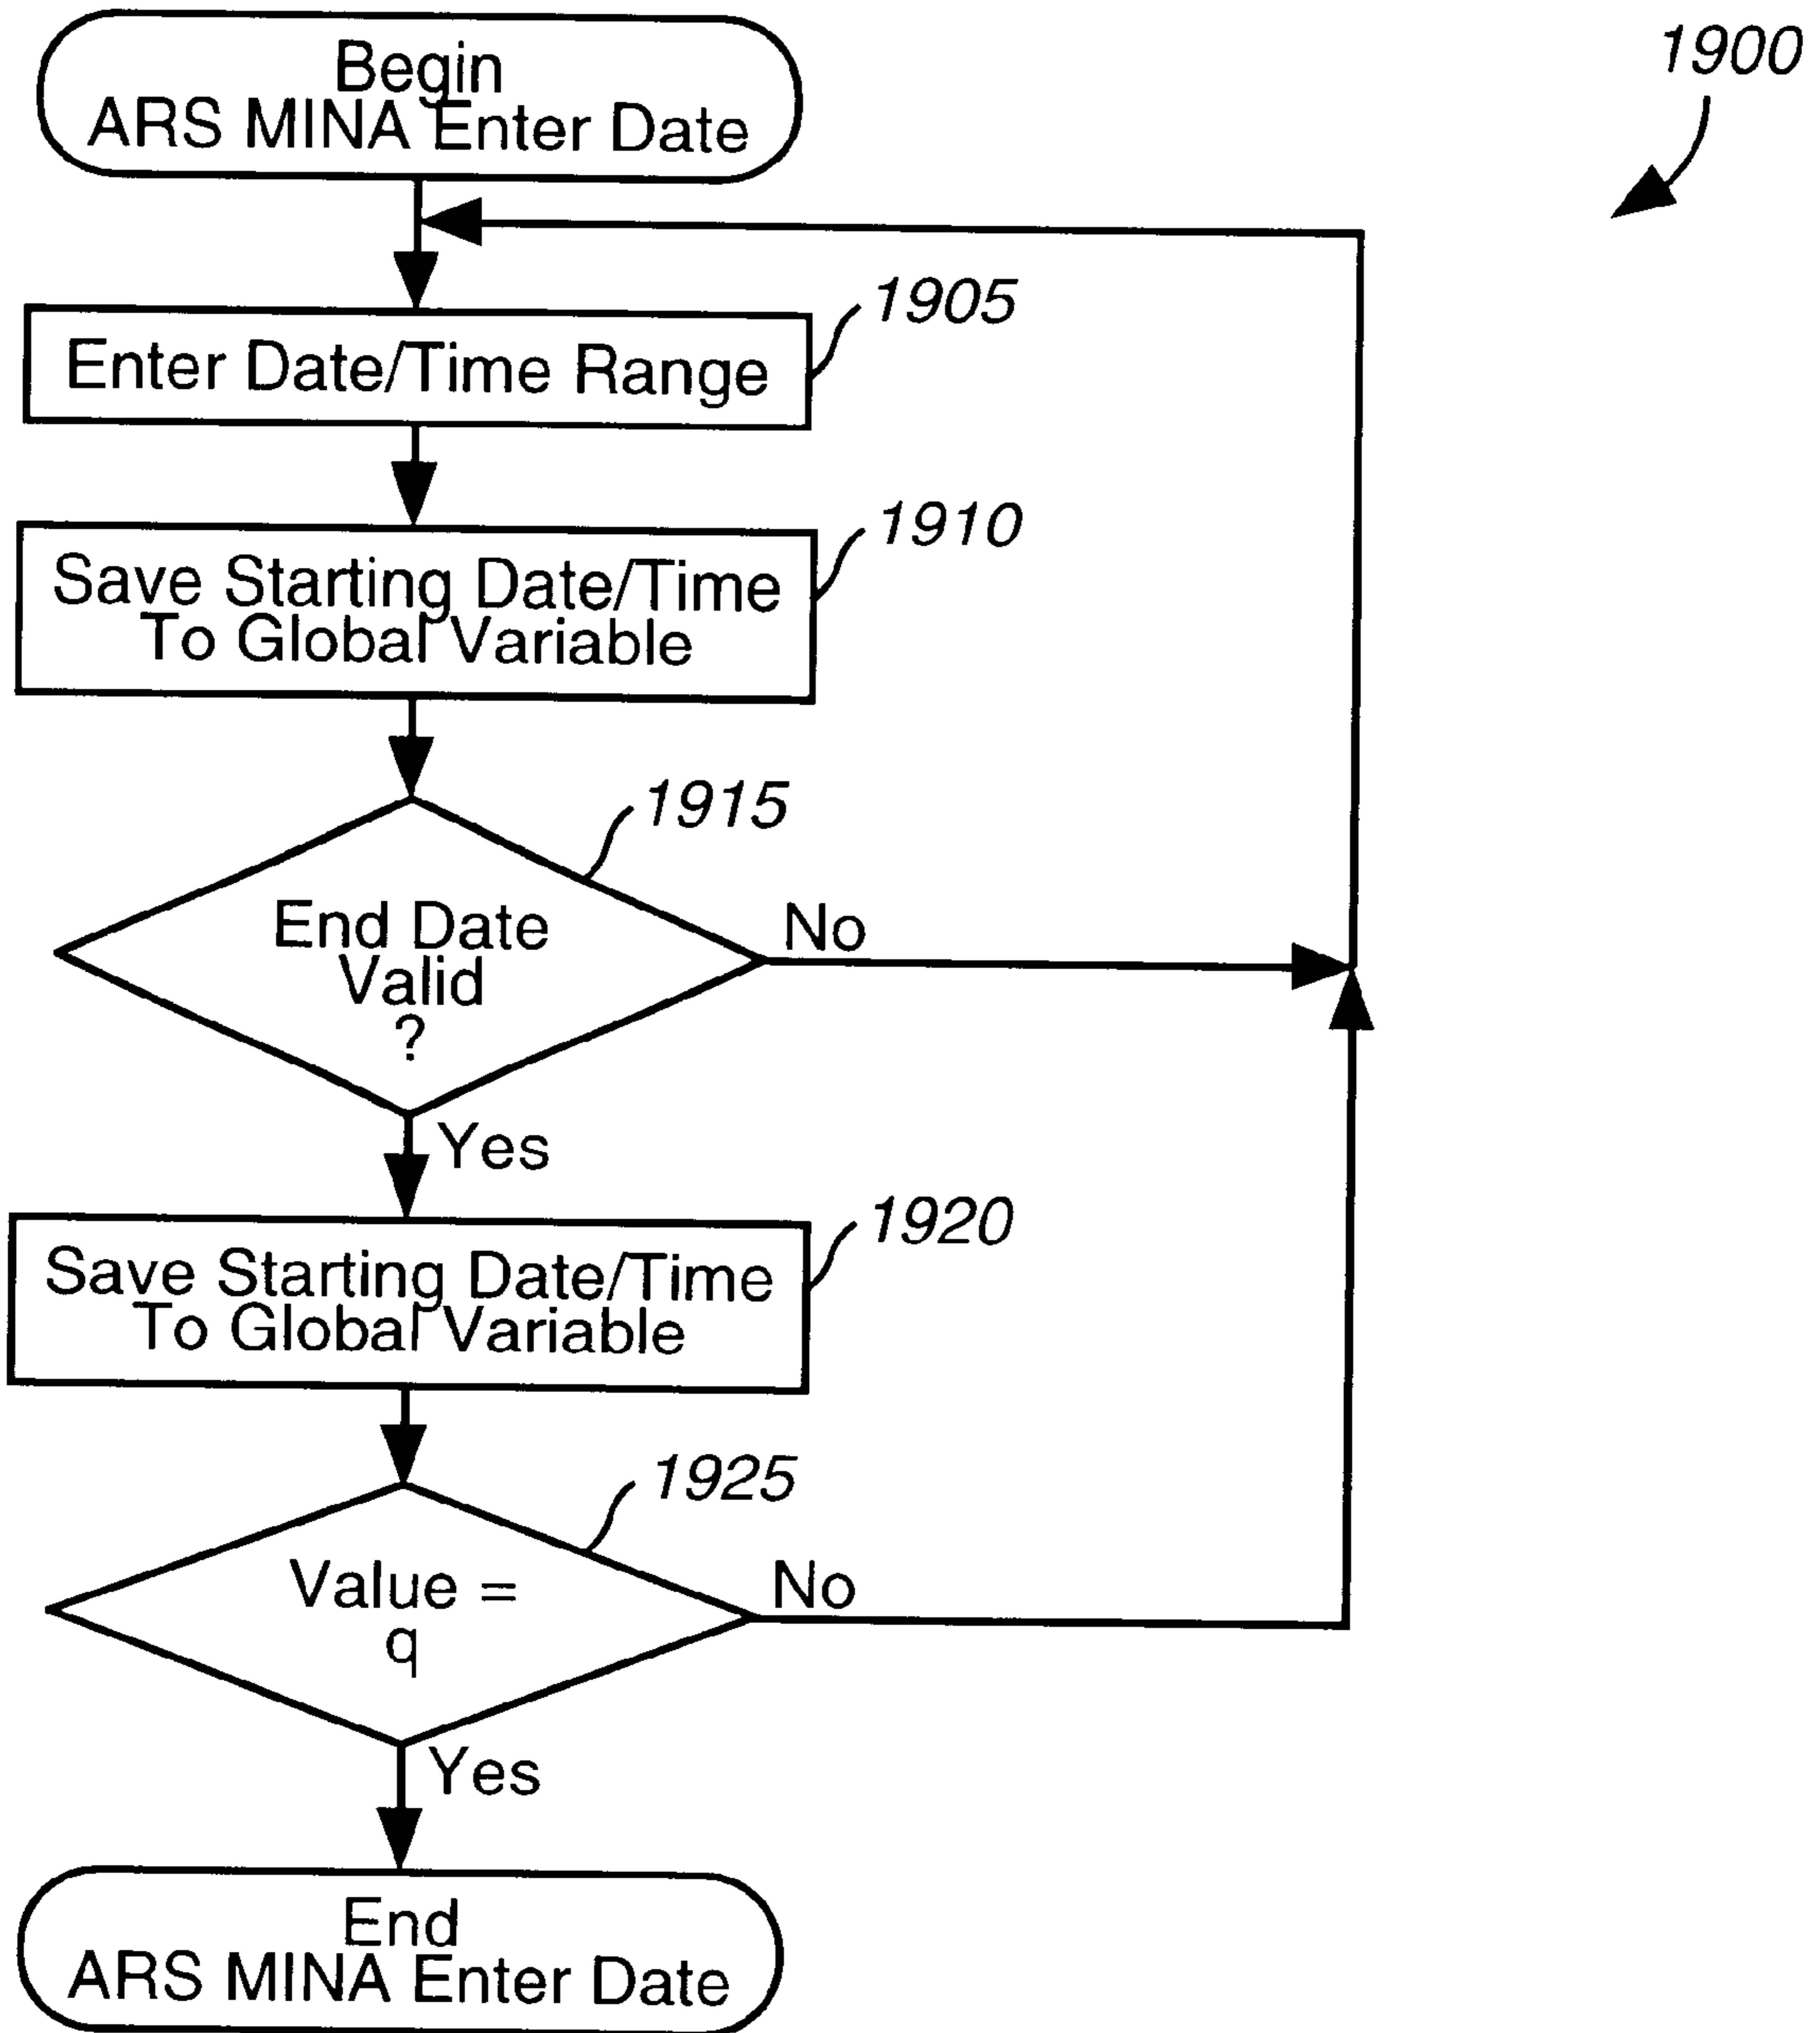 Begin
ARS MINA Enter Date
1900
1905
Enter Date/Time Range
1910
Save Starting Date/Time
To Global Variable
1915
End Date
Valid
?
No
Yes
1920
Save Starting Date/Time
To Global Variable
1925
Value =
q
No
Yes
End
ARS MINA Enter Date